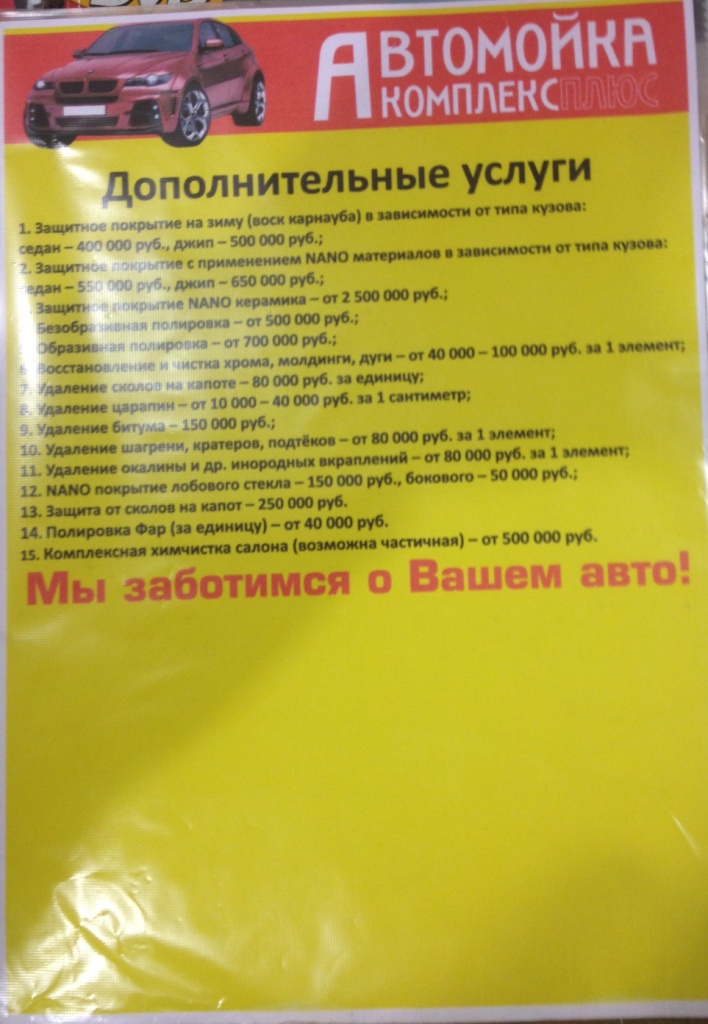 АВТОМОЙКА
КОМПЛЕКСПЛЮС
Дополнительные услуги
1. Защитное покрытие на зиму (воск карнауба) в зависимости от типа кузова:
седан – 400 000 руб., джип – 500 000 руб.;
2. Защитное покрытие с применением NANO материалов в зависимости от типа кузова:
седан – 550 000 руб., джип – 650 000 руб.;
. Защитное покрытие NANO керамика – от 2 500 000 руб.;
Безобразивная полировка – от 500 000 руб.;
Образивная полировка – от 700 000 руб.;
6. Восстановление и чистка хрома, молдинги, дуги – от 40 000 – 100 000 руб. за 1 элемент;
7. Удаление сколов на капоте – 80 000 руб. за единицу;
8. Удаление царапин – от 10 000 – 40 000 руб. за 1 сантиметр;
9. Удаление битума – 150 000 руб.;
10. Удаление шагрени, кратеров, подтёков – от 80 000 руб. за 1 элемент;
11. Удаление окалины и др. инородных вкраплений – от 80 000 руб. за 1 элемент;
12. NANO покрытие лобового стекла – 150 000 руб., бокового – 50 000 руб.;
13. Защита от сколов на капот – 250 000 руб.
14. Полировка Фар (за единицу) – от 40 000 руб.
15. Комплексная химчистка салона (возможна частичная) – от 500 000 руб.
Мы заботимся о Вашем авто!